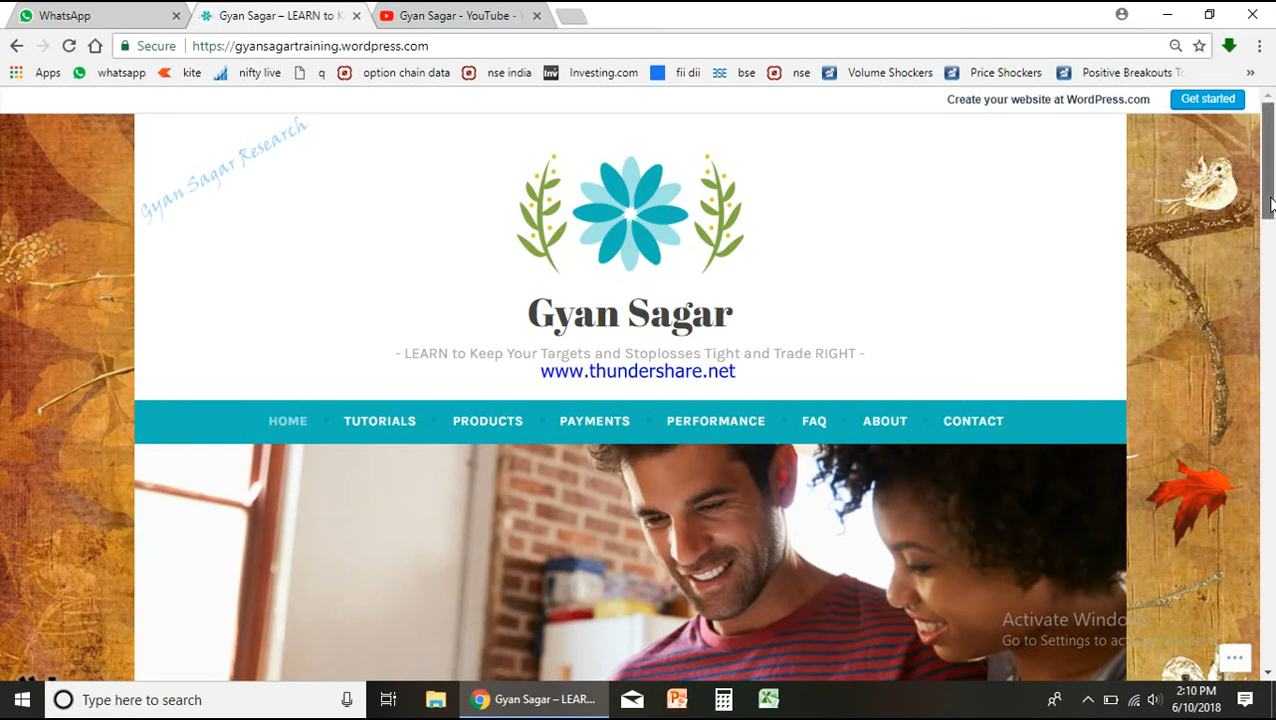 WhatsApp
Gyan Sagar – LEARN to K
Gyan Sagar - YouTube -
Secure
https://gyansagartraining.wordpress.com
Apps whatsapp kite nifty live q option chain data nse india Inv Investing.com fii dii bse nse Volume Shockers Price Shockers Positive Breakouts To »
Create your website at WordPress.com
Get started
Gyan Sagar Research
Gyan Sagar
- LEARN to Keep Your Targets and Stoplosses Tight and Trade RIGHT -
www.thundershare.net
HOME TUTORIALS PRODUCTS PAYMENTS PERFORMANCE FAQ ABOUT CONTACT
Activate Windows
Go to Settings to
Type here to search
Gyan Sagar – LEAR...
2:10 PM
6/10/2018